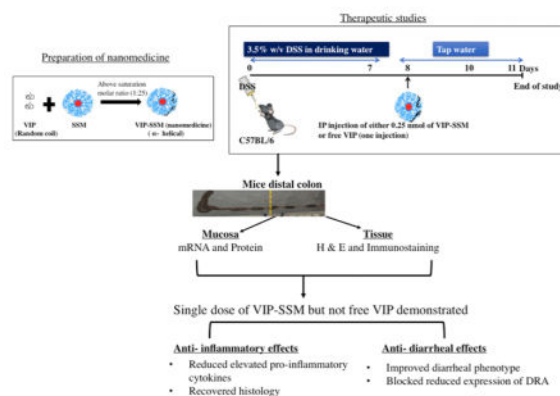 Therapeutic studies
Preparation of nanomedicine
3.5% w/v DSS in drinking water
Tap water
0
7
8
10
11
Days
End of study
DSS
C57BL/6
IP injection of either 0.25 nmol of VIP-SSM
or free VIP (one injection)
Above saturation
molar ratio (1:25)
VIP
(Random coil)
SSM
VIP-SSM (nanomedicine)
(α- helical)
Mice distal colon
Mucosa
mRNA and Protein
Tissue
H & E and Immunostaining
Single dose of VIP-SSM but not free VIP demonstrated
Anti- inflammatory effects
• Reduced elevated pro-inflammatory
cytokines
• Recovered histology
Anti- diarrheal effects
• Improved diarrheal phenotype
• Blocked reduced expression of DRA